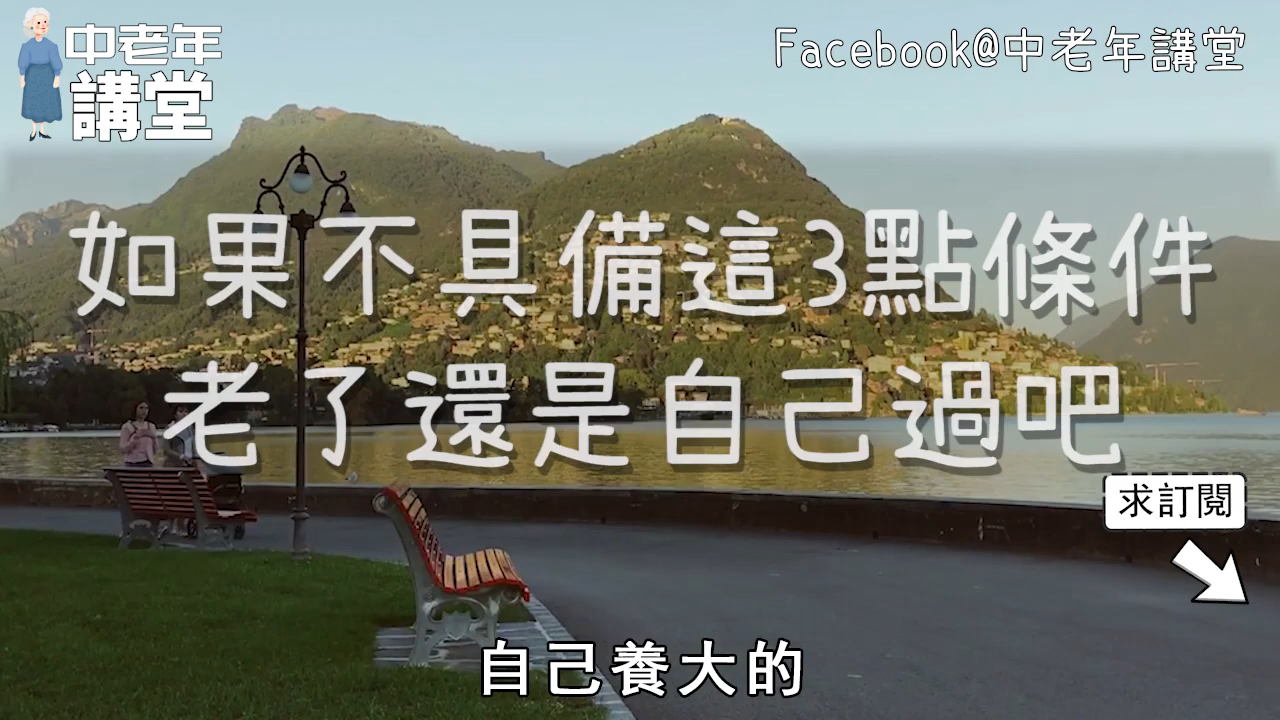 中老年
講堂
Facebook@中老年講堂
如果不具備這3點條件
老了還是自己過吧
求訂閱
自己養大的